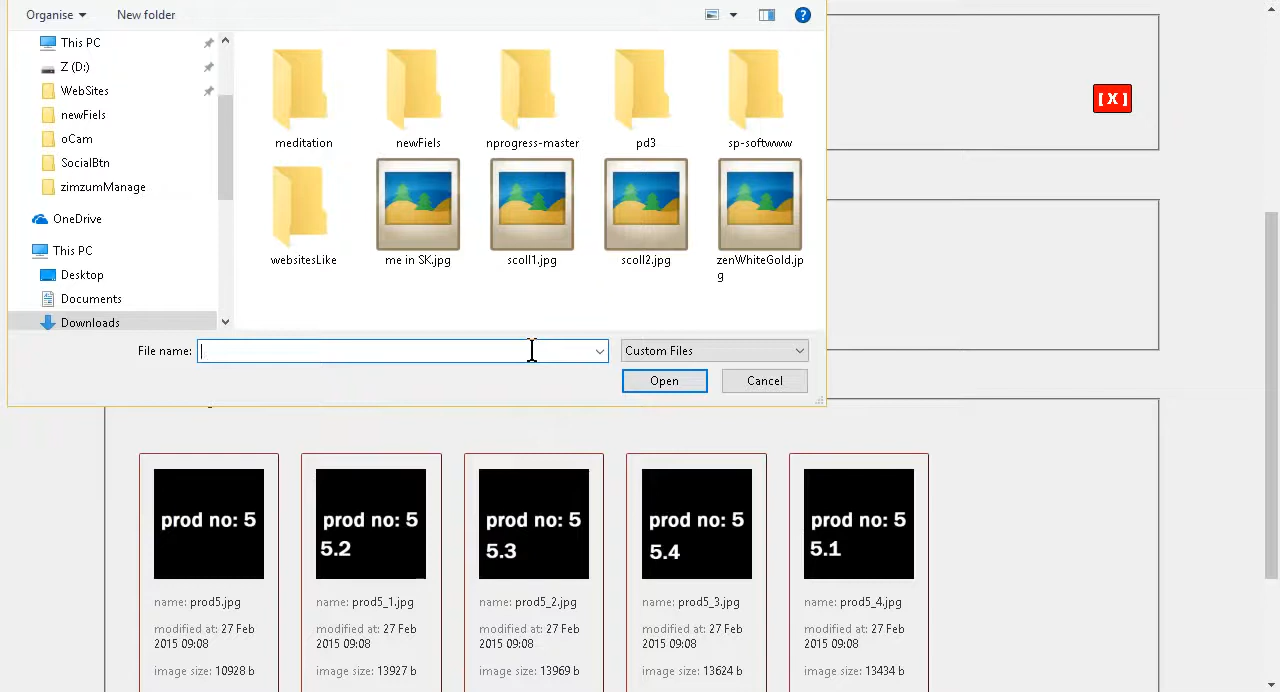 Organise
New folder
?
This PC
Z (D:)
WebSites
newFiels
oCam
SocialBtn
zimzumManage
OneDrive
This PC
Desktop
Documents
Downloads
meditation
newFiels
nprogress-master
pd3
sp-softwww
websitesLike
me in SK.jpg
scoll1.jpg
scoll2.jpg
zenWhiteGold.jp
g
File name:
Custom Files
Open
Cancel
[ X ]
prod no: 5
prod no: 5
5.2
prod no: 5
5.3
prod no: 5
5.4
prod no: 5
5.1
name: prod5.jpg
name: prod5_1.jpg
name: prod5_2.jpg
name: prod5_3.jpg
name: prod5_4.jpg
modified at: 27 Feb
2015 09:08
modified at: 27 Feb
2015 09:08
modified at: 27 Feb
2015 09:08
modified at: 27 Feb
2015 09:08
modified at: 27 Feb
2015 09:08
image size: 10928 b
image size: 13927 b
image size: 13969 b
image size: 13624 b
image size: 13434 b